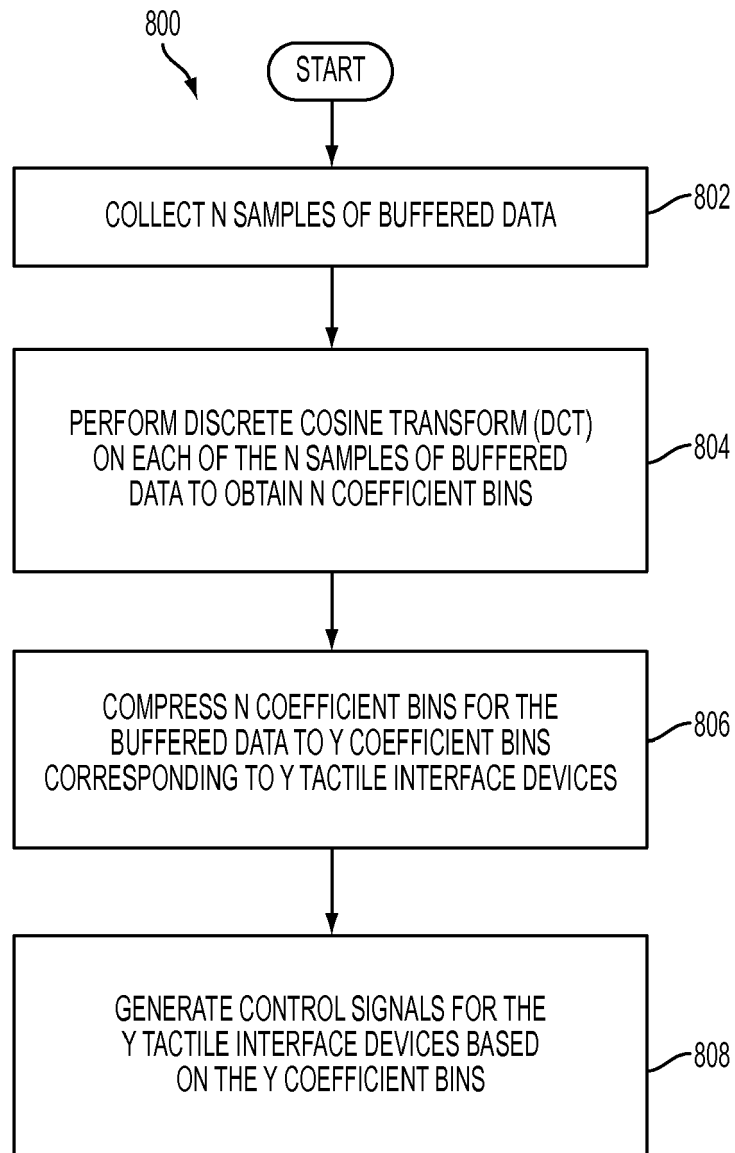 800
START
COLLECT N SAMPLES OF BUFFERED DATA
802
PERFORM DISCRETE COSINE TRANSFORM (DCT)
ON EACH OF THE N SAMPLES OF BUFFERED
DATA TO OBTAIN N COEFFICIENT BINS
804
COMPRESS N COEFFICIENT BINS FOR THE
BUFFERED DATA TO Y COEFFICIENT BINS
CORRESPONDING TO Y TACTILE INTERFACE DEVICES
806
GENERATE CONTROL SIGNALS FOR THE
Y TACTILE INTERFACE DEVICES BASED
ON THE Y COEFFICIENT BINS
808